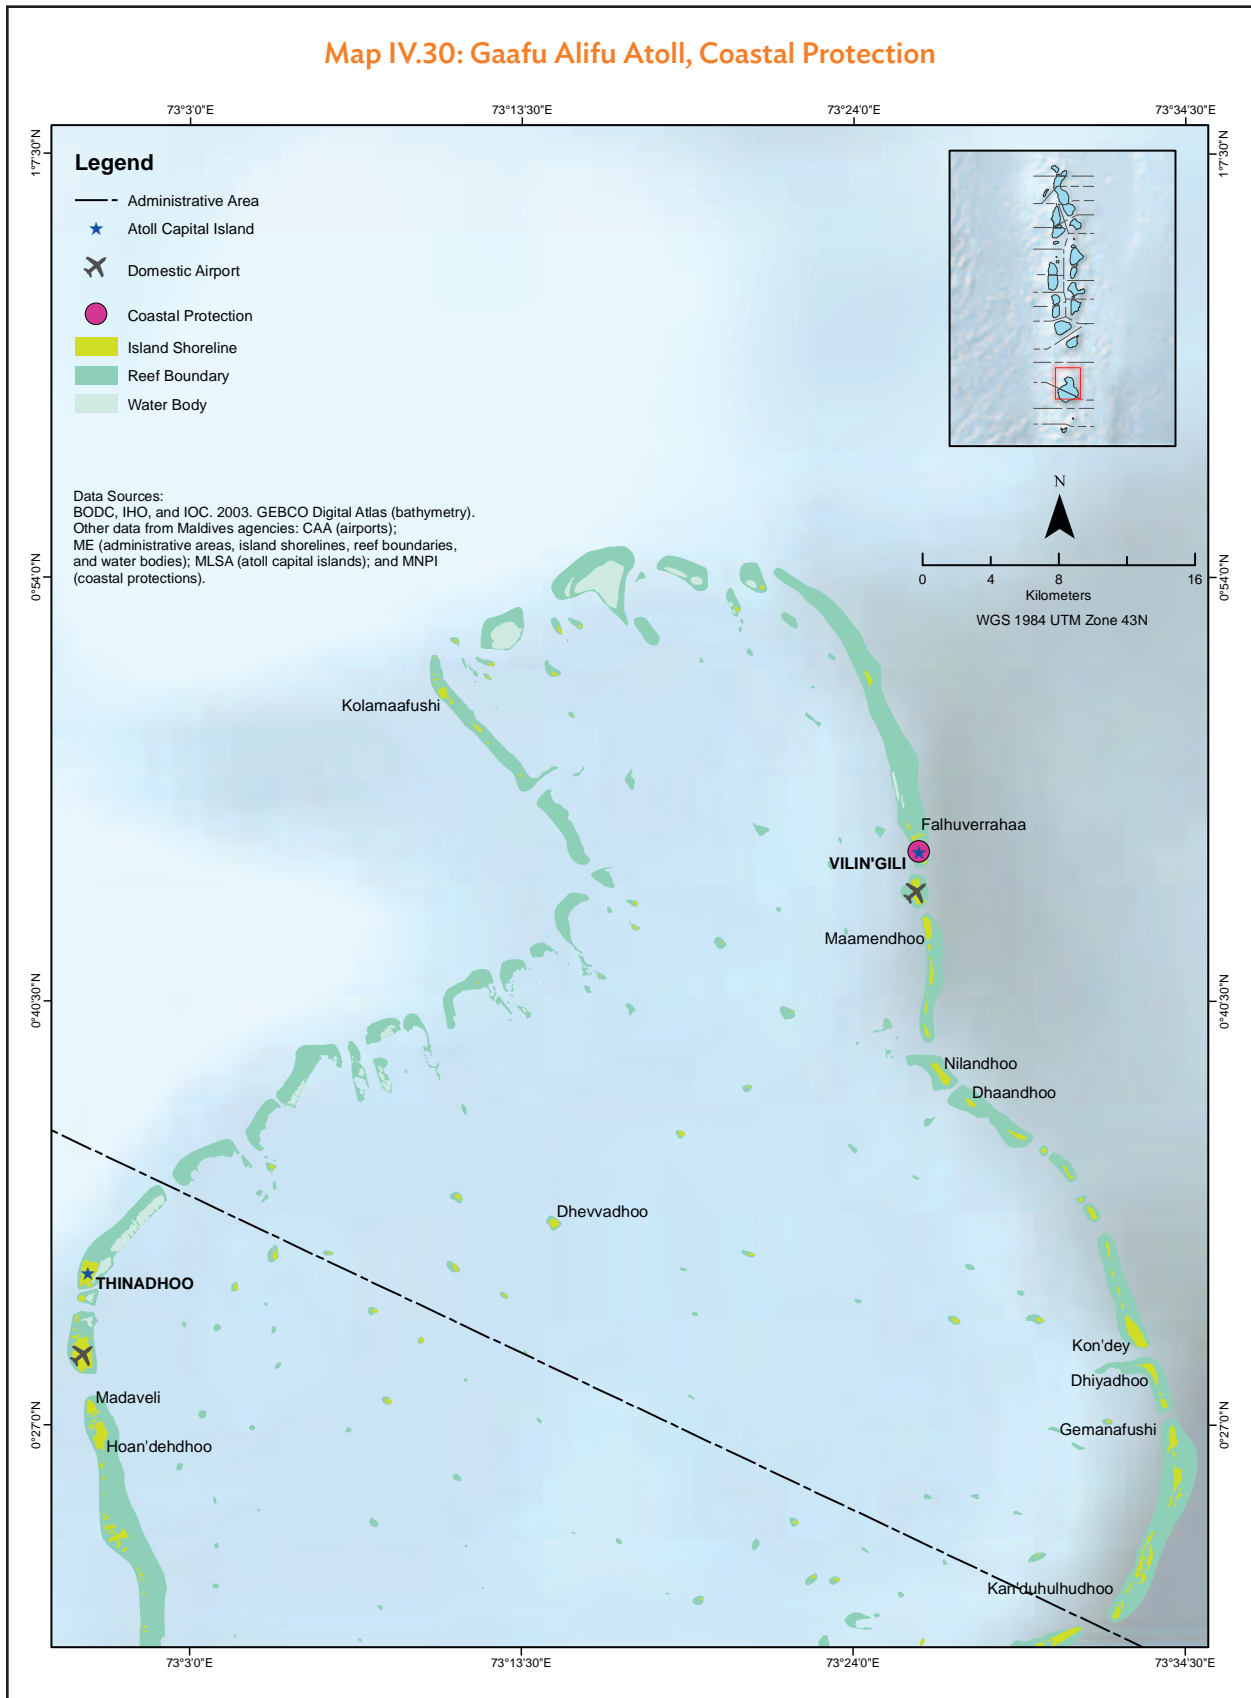 Map IV.30: Gaafu Alifu Atoll, Coastal Protection
73°3'0"E
73°13'30"E
73°24'0"E
73°34'30"E
1°7'30"N
1°7'30"N
Legend
Administrative Area
Atoll Capital Island
Domestic Airport
Coastal Protection
Island Shoreline
Reef Boundary
Water Body
Data Sources:
BODC, IHO, and IOC. 2003. GEBCO Digital Atlas (bathymetry).
Other data from Maldives agencies: CAA (airports);
ME (administrative areas, island shorelines, reef boundaries,
and water bodies); MLSA (atoll capital islands); and MNPI
(coastal protections).
N
0 4 8 16
Kilometers
WGS 1984 UTM Zone 43N
0°54'0"N
0°54'0"N
Kolamaafushi
Falhuverrahaa
VILIN'GILI
Maamendhoo
0°40'30"N
0°40'30"N
Nilandhoo
Dhaandhoo
Dhevvadhoo
THINADHOO
Kon'dey
Dhiyadhoo
Madaveli
Gemanafushi
0°27'0"N
0°27'0"N
Hoan'dehdhoo
Kan'duhulhudhoo
73°3'0"E
73°13'30"E
73°24'0"E
73°34'30"E